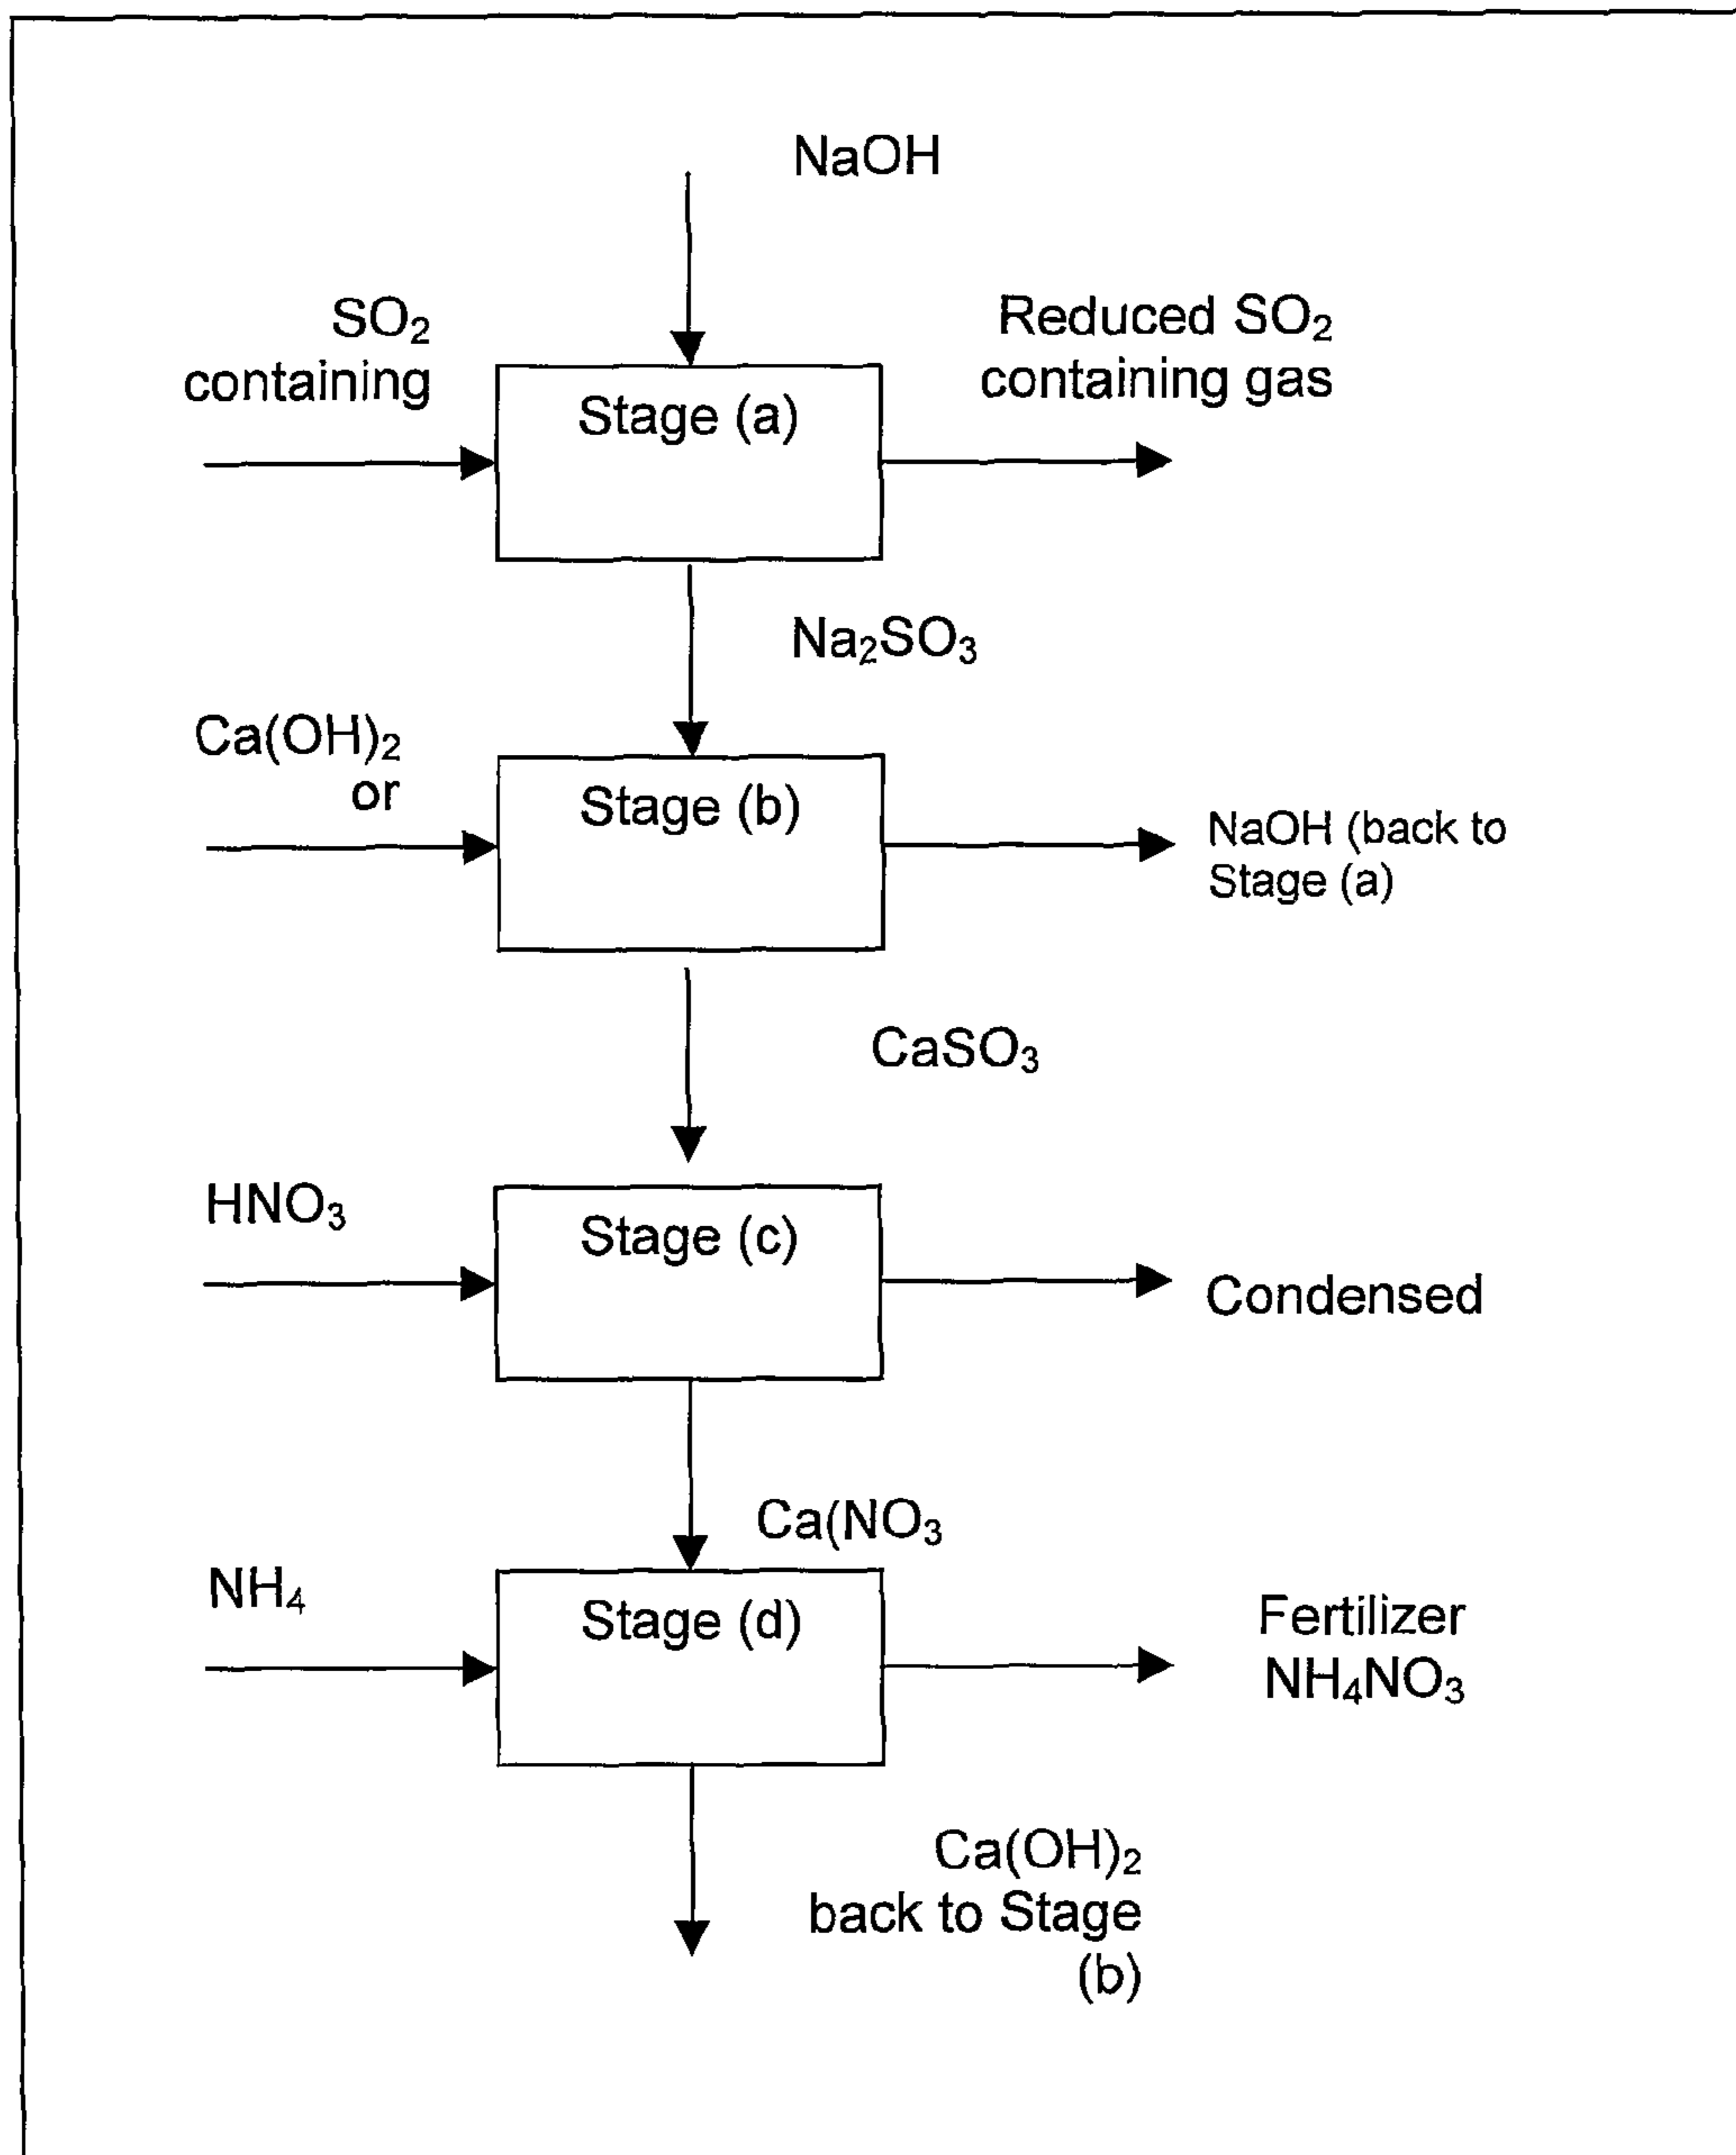 NaOH
SO₂
containing
Reduced SO₂
containing gas
Stage (a)
Na₂SO₃
Ca(OH)₂
or
Stage (b)
NaOH (back to
Stage (a)
CaSO₃
HNO₃
Stage (c)
Condensed
Ca(NO₃
NH₄
Stage (d)
Fertilizer
NH₄NO₃
Ca(OH)₂
back to Stage
(b)